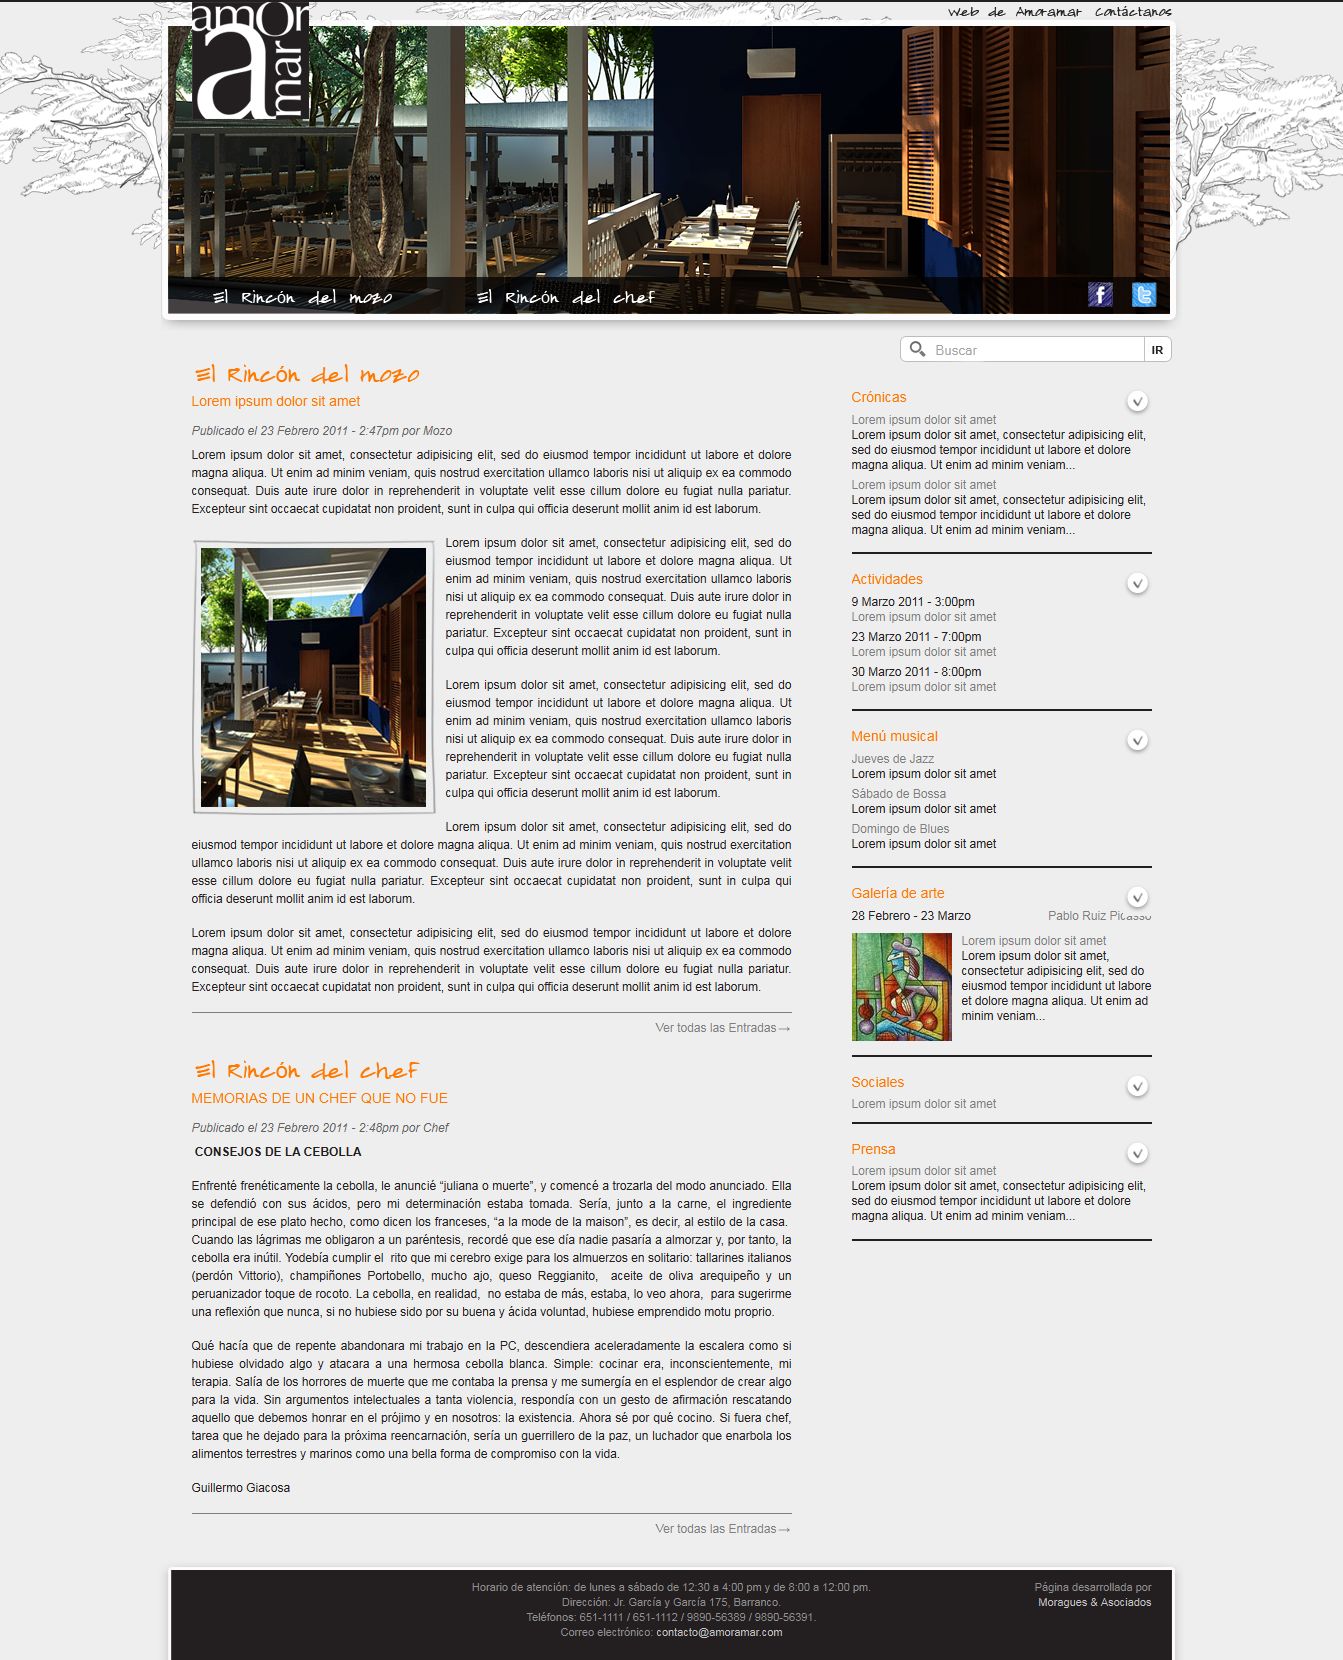 Web de Amoramar Contáctanos
amor
a
mar
El Rincón del mozo
El Rincón del chef
Buscar
IR
El Rincón del mozo
Lorem ipsum dolor sit amet
Publicado el 23 Febrero 2011 - 2:47pm por Mozo
Lorem ipsum dolor sit amet, consectetur adipisicing elit, sed do eiusmod tempor incididunt ut labore et dolore
magna aliqua. Ut enim ad minim veniam, quis nostrud exercitation ullamco laboris nisi ut aliquip ex ea commodo
consequat. Duis aute irure dolor in reprehenderit in voluptate velit esse cillum dolore eu fugiat nulla pariatur.
Excepteur sint occaecat cupidatat non proident, sunt in culpa qui officia deserunt mollit anim id est laborum.
Lorem ipsum dolor sit amet, consectetur adipisicing elit, sed do
eiusmod tempor incididunt ut labore et dolore magna aliqua. Ut
enim ad minim veniam, quis nostrud exercitation ullamco laboris
nisi ut aliquip ex ea commodo consequat. Duis aute irure dolor in
reprehenderit in voluptate velit esse cillum dolore eu fugiat nulla
pariatur. Excepteur sint occaecat cupidatat non proident, sunt in
culpa qui officia deserunt mollit anim id est laborum.
Lorem ipsum dolor sit amet, consectetur adipisicing elit, sed do
eiusmod tempor incididunt ut labore et dolore magna aliqua. Ut
enim ad minim veniam, quis nostrud exercitation ullamco laboris
nisi ut aliquip ex ea commodo consequat. Duis aute irure dolor in
reprehenderit in voluptate velit esse cillum dolore eu fugiat nulla
pariatur. Excepteur sint occaecat cupidatat non proident, sunt in
culpa qui officia deserunt mollit anim id est laborum.
Lorem ipsum dolor sit amet, consectetur adipisicing elit, sed do
eiusmod tempor incididunt ut labore et dolore magna aliqua. Ut enim ad minim veniam, quis nostrud exercitation
ullamco laboris nisi ut aliquip ex ea commodo consequat. Duis aute irure dolor in reprehenderit in voluptate velit
esse cillum dolore eu fugiat nulla pariatur. Excepteur sint occaecat cupidatat non proident, sunt in culpa qui
officia deserunt mollit anim id est laborum.
Lorem ipsum dolor sit amet, consectetur adipisicing elit, sed do eiusmod tempor incididunt ut labore et dolore
magna aliqua. Ut enim ad minim veniam, quis nostrud exercitation ullamco laboris nisi ut aliquip ex ea commodo
consequat. Duis aute irure dolor in reprehenderit in voluptate velit esse cillum dolore eu fugiat nulla pariatur.
Excepteur sint occaecat cupidatat non proident, sunt in culpa qui officia deserunt mollit anim id est laborum.
Ver todas las Entradas→
El Rincón del chef
MEMORIAS DE UN CHEF QUE NO FUE
Publicado el 23 Febrero 2011 - 2:48pm por Chef
CONSEJOS DE LA CEBOLLA
Enfrenté frenéticamente la cebolla, le anuncié “juliana o muerte”, y comencé a trozarla del modo anunciado. Ella
se defendió con sus ácidos, pero mi determinación estaba tomada. Sería, junto a la carne, el ingrediente
principal de ese plato hecho, como dicen los franceses, “a la mode de la maison”, es decir, al estilo de la casa.
Cuando las lágrimas me obligaron a un paréntesis, recordé que ese día nadie pasaría a almorzar y, por tanto, la
cebolla era inútil. Yodebía cumplir el rito que mi cerebro exige para los almuerzos en solitario: tallarines italianos
(perdón Vittorio), champiñones Portobello, mucho ajo, queso Reggianito, aceite de oliva arequipeño y un
peruanizador toque de rocoto. La cebolla, en realidad, no estaba de más, estaba, lo veo ahora, para sugerirme
una reflexión que nunca, si no hubiese sido por su buena y ácida voluntad, hubiese emprendido motu proprio.
Qué hacía que de repente abandonara mi trabajo en la PC, descendiera aceleradamente la escalera como si
hubiese olvidado algo y atacara a una hermosa cebolla blanca. Simple: cocinar era, inconscientemente, mi
terapia. Salía de los horrores de muerte que me contaba la prensa y me sumergía en el esplendor de crear algo
para la vida. Sin argumentos intelectuales a tanta violencia, respondía con un gesto de afirmación rescatando
aquello que debemos honrar en el prójimo y en nosotros: la existencia. Ahora sé por qué cocino. Si fuera chef,
tarea que he dejado para la próxima reencarnación, sería un guerrillero de la paz, un luchador que enarbola los
alimentos terrestres y marinos como una bella forma de compromiso con la vida.
Guillermo Giacosa
Ver todas las Entradas→
Crónicas
Lorem ipsum dolor sit amet
Lorem ipsum dolor sit amet, consectetur adipisicing elit,
sed do eiusmod tempor incididunt ut labore et dolore
magna aliqua. Ut enim ad minim veniam...
Lorem ipsum dolor sit amet
Lorem ipsum dolor sit amet, consectetur adipisicing elit,
sed do eiusmod tempor incididunt ut labore et dolore
magna aliqua. Ut enim ad minim veniam...
Actividades
9 Marzo 2011 - 3:00pm
Lorem ipsum dolor sit amet
23 Marzo 2011 - 7:00pm
Lorem ipsum dolor sit amet
30 Marzo 2011 - 8:00pm
Lorem ipsum dolor sit amet
Menú musical
Jueves de Jazz
Lorem ipsum dolor sit amet
Sábado de Bossa
Lorem ipsum dolor sit amet
Domingo de Blues
Lorem ipsum dolor sit amet
Galería de arte
28 Febrero - 23 Marzo Pablo Ruiz Picasso
Lorem ipsum dolor sit amet
Lorem ipsum dolor sit amet,
consectetur adipisicing elit, sed do
eiusmod tempor incididunt ut labore
et dolore magna aliqua. Ut enim ad
minim veniam...
Sociales
Lorem ipsum dolor sit amet
Prensa
Lorem ipsum dolor sit amet
Lorem ipsum dolor sit amet, consectetur adipisicing elit,
sed do eiusmod tempor incididunt ut labore et dolore
magna aliqua. Ut enim ad minim veniam...
Horario de atención: de lunes a sábado de 12:30 a 4:00 pm y de 8:00 a 12:00 pm.
Dirección: Jr. García y García 175, Barranco.
Teléfonos: 651-1111 / 651-1112 / 9890-56389 / 9890-56391.
Correo electrónico: contacto@amoramar.com
Página desarrollada por
Moragues & Asociados